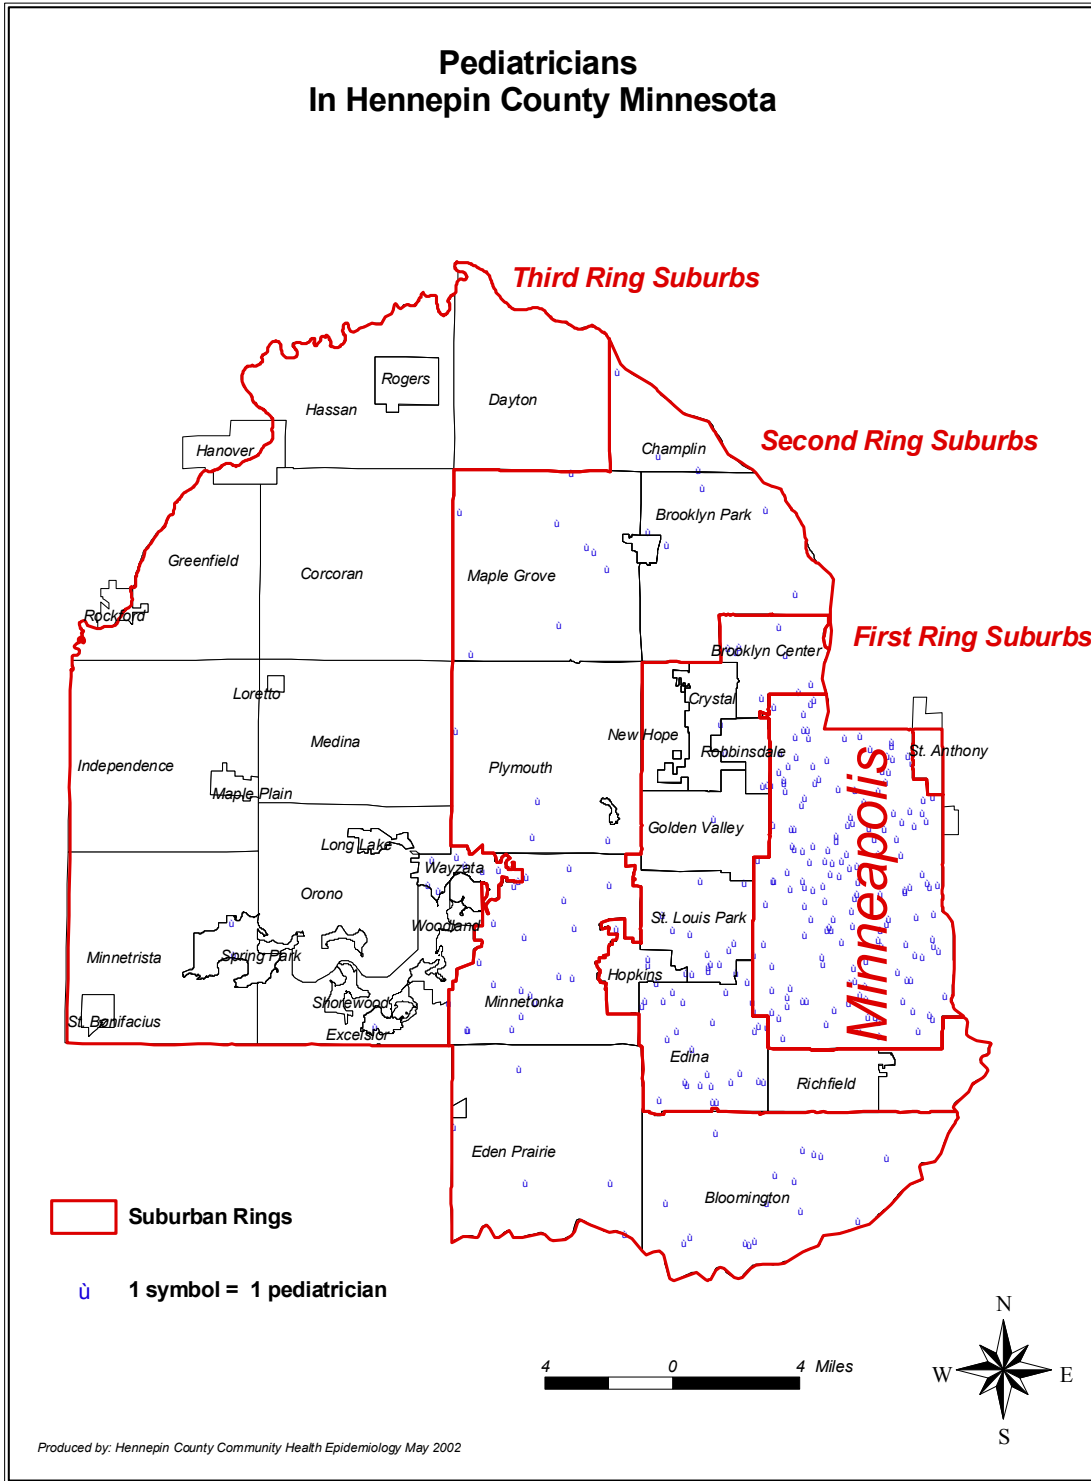 Pediatricians
In Hennepin County Minnesota
Third Ring Suburbs
Rogers
Dayton
Hassan
Second Ring Suburbs
Champlin
Hanover
Brooklyn Park
Greenfield
Corcoran
Maple Grove
Rockford
First Ring Suburbs
Brooklyn Center
Loretto
Crystal
New Hope
Medina
Robbinsdale
St. Anthony
Independence
Plymouth
Maple Plain
Minneapolis
Golden Valley
Long Lake
Wayzata
Orono
St. Louis Park
Woodland
Spring Park
Minnetrista
Hopkins
Shorewood
Minnetonka
St. Bonifacius
Excelsior
Edina
Richfield
Eden Prairie
Bloomington
Suburban Rings
ù 1 symbol = 1 pediatrician
N
4 0 4 Miles
W E
S
Produced by: Hennepin County Community Health Epidemiology May 2002